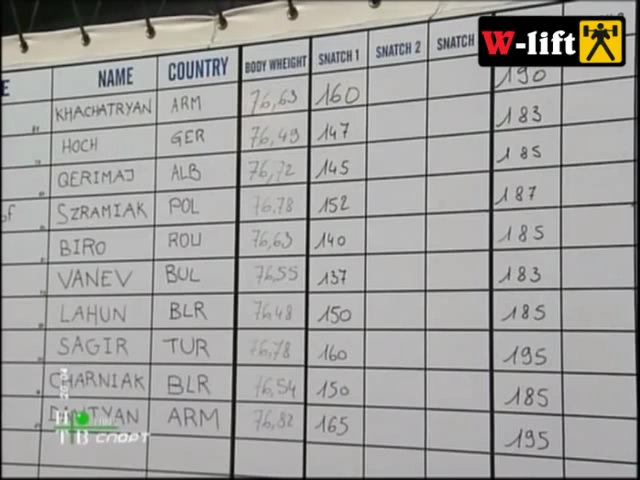 W-lift
E NAME COUNTRY BODY WHEIGHT SNATCH 1 SNATCH 2 SNATCH
KHACHATRYAN ARM 76,63 160 190
HOCH GER 76,49 147 183
QERIMAJ ALB 76,72 145 185
SZRAMIAK POL 76,78 152 187
BIRO ROU 76,63 140 185
VANEV BUL 76,55 137 183
LAHUN BLR 76,48 150 185
SAGIR TUR 76,78 160 195
CHARNIAK BLR 76,54 150 185
ARM 76,82 165 195
НТВ СПОРТ